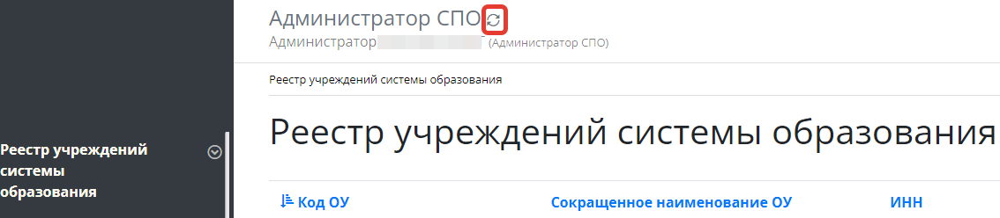 Администратор СПО
Администратор (Администратор СПО)
Реестр учреждений системы образования
Реестр учреждений системы образования
Реестр учреждений
системы
образования
Код ОУ Сокращенное наименование ОУ ИНН